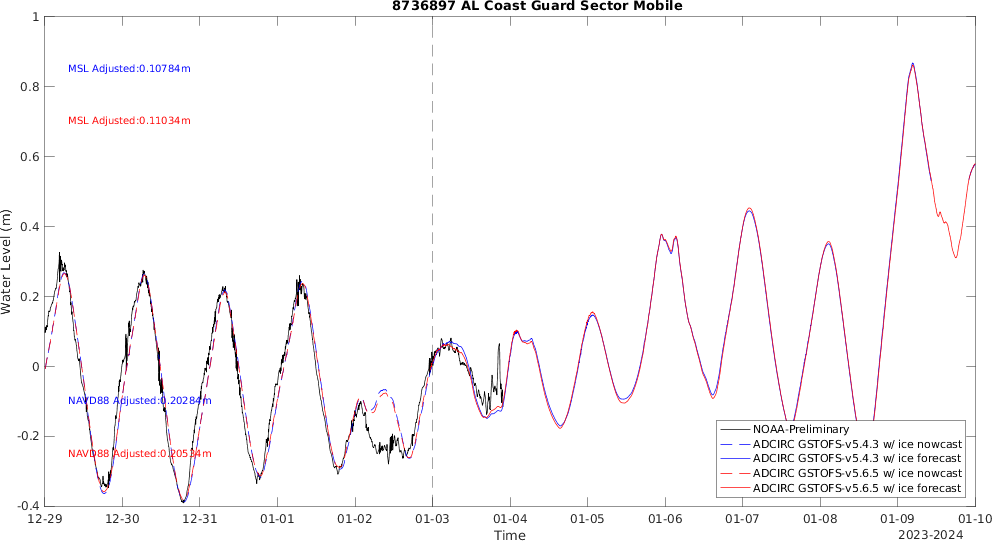 8736897 AL Coast Guard Sector Mobile
1
0.8
0.6
0.4
0.2
0
-0.2
-0.4
Water Level (m)
MSL Adjusted:0.10784m
MSL Adjusted:0.11034m
NAVD88 Adjusted:0.20284m
NAVD88 Adjusted:0.20534m
NOAA-Preliminary
ADCIRC GSTOFS-v5.4.3 w/ ice nowcast
ADCIRC GSTOFS-v5.4.3 w/ ice forecast
ADCIRC GSTOFS-v5.6.5 w/ ice nowcast
ADCIRC GSTOFS-v5.6.5 w/ ice forecast
12-29 12-30 12-31 01-01 01-02 01-03 01-04 01-05 01-06 01-07 01-08 01-09 01-10
Time
2023-2024